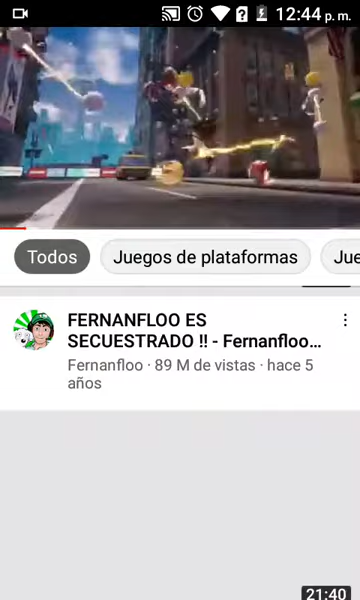 12:44 p. m.
Todos
Juegos de plataformas
Jue
FERNANFLOO ES
SECUESTRADO !! - Fernanfloo...
Fernanfloo · 89 M de vistas · hace 5
años
21:40